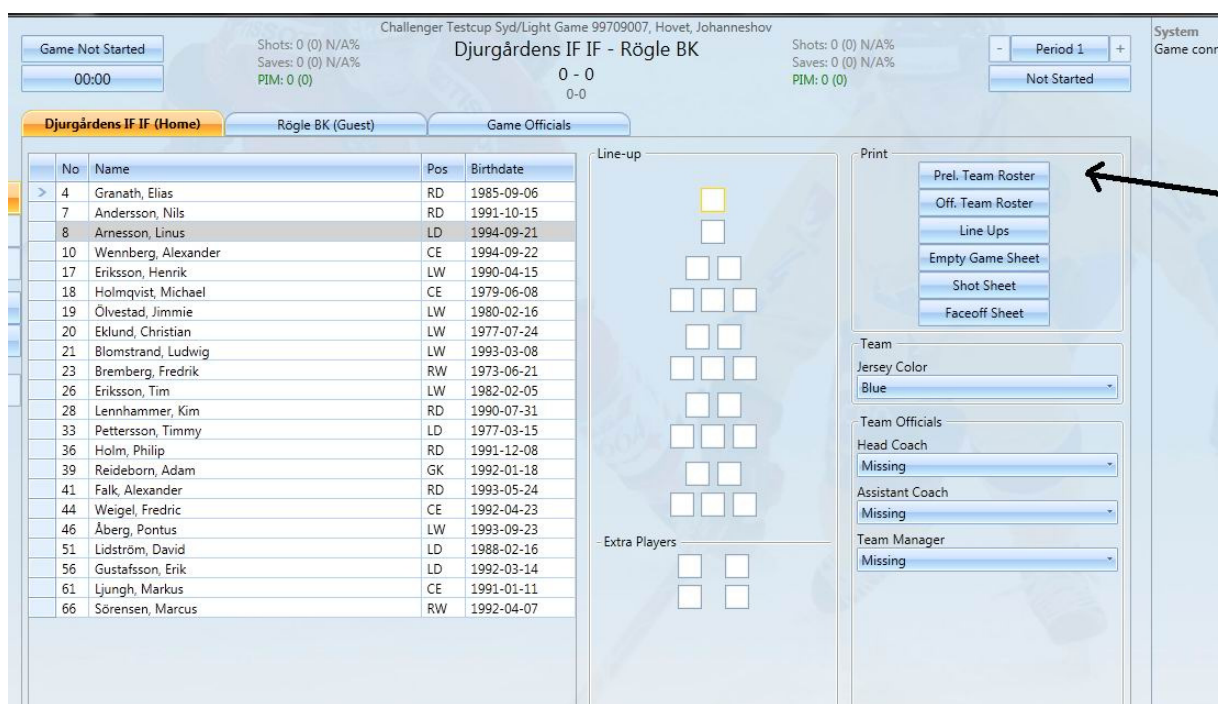 Challenger Testcup Syd/Light Game 99709007, Hovet, Johanneshov
System
Game Not Started
Shots: 0 (0) N/A%
Djurgårdens IF IF - Rögle BK
Shots: 0 (0) N/A%
- Period 1 +
Game conn
Saves: 0 (0) N/A%
Saves: 0 (0) N/A%
00:00
PIM: 0 (0)
0 - 0
PIM: 0 (0)
Not Started
0-0
Djurgårdens IF IF (Home) Rögle BK (Guest) Game Officials
No Name Pos Birthdate
> 4 Granath, Elias RD 1985-09-06
7 Andersson, Nils RD 1991-10-15
8 Arnesson, Linus LD 1994-09-21
10 Wennberg, Alexander CE 1994-09-22
17 Eriksson, Henrik LW 1990-04-15
18 Holmqvist, Michael CE 1979-06-08
19 Ölvestad, Jimmie LW 1980-02-16
20 Eklund, Christian LW 1977-07-24
21 Blomstrand, Ludwig LW 1993-03-08
23 Bremberg, Fredrik RW 1973-06-21
26 Eriksson, Tim LW 1982-02-05
28 Lennhammer, Kim RD 1990-07-31
33 Pettersson, Timmy LD 1977-03-15
36 Holm, Philip RD 1991-12-08
39 Reideborn, Adam GK 1992-01-18
41 Falk, Alexander RD 1993-05-24
44 Weigel, Fredric CE 1992-04-23
46 Åberg, Pontus LW 1993-09-23
51 Lidström, David LD 1988-02-16
56 Gustafsson, Erik LD 1992-03-14
61 Ljungh, Markus CE 1991-01-11
66 Sörensen, Marcus RW 1992-04-07
Line-up
Extra Players
Print
Prel. Team Roster
Off. Team Roster
Line Ups
Empty Game Sheet
Shot Sheet
Faceoff Sheet
Team
Jersey Color
Blue
Team Officials
Head Coach
Missing
Assistant Coach
Missing
Team Manager
Missing